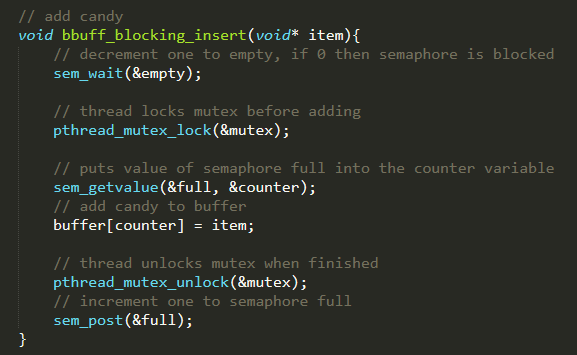 // add candy
void bbuff_blocking_insert(void* item){
// decrement one to empty, if 0 then semaphore is blocked
sem_wait(&empty);
// thread locks mutex before adding
pthread_mutex_lock(&mutex);
// puts value of semaphore full into the counter variable
sem_getvalue(&full, &counter);
// add candy to buffer
buffer[counter] = item;
// thread unlocks mutex when finished
pthread_mutex_unlock(&mutex);
// increment one to semaphore full
sem_post(&full);
}